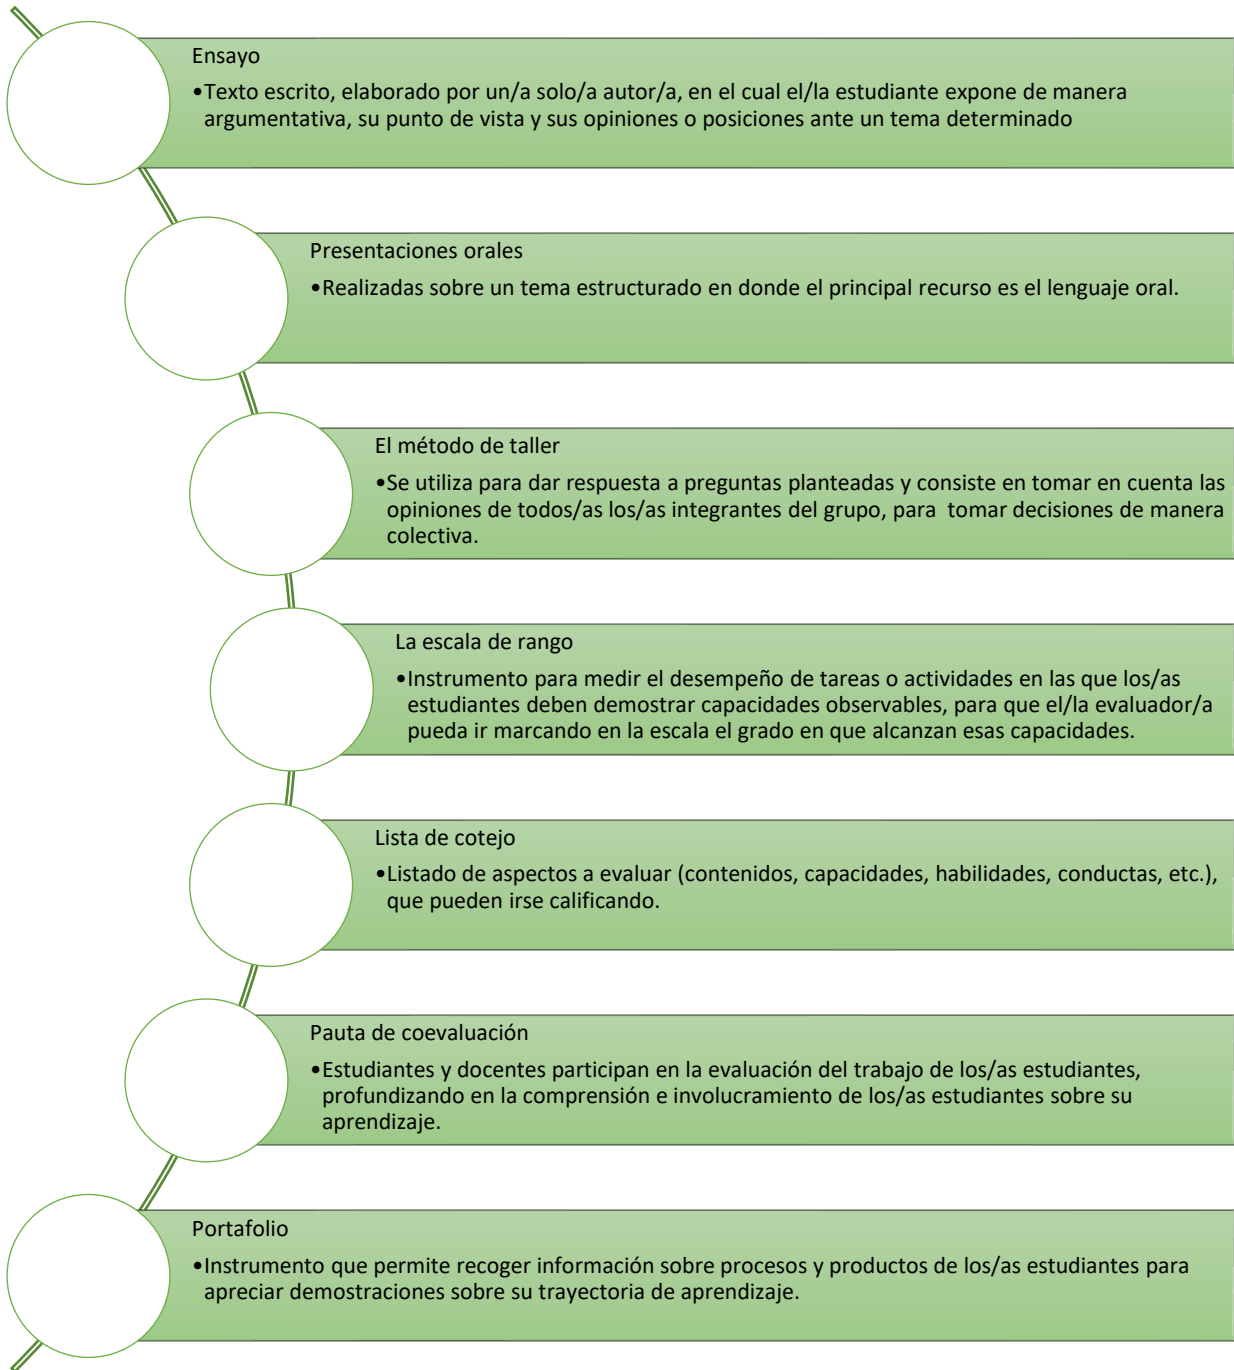 Ensayo
•Texto escrito, elaborado por un/a solo/a autor/a, en el cual el/la estudiante expone de manera
argumentativa, su punto de vista y sus opiniones o posiciones ante un tema determinado
Presentaciones orales
•Realizadas sobre un tema estructurado en donde el principal recurso es el lenguaje oral.
El método de taller
•Se utiliza para dar respuesta a preguntas planteadas y consiste en tomar en cuenta las
opiniones de todos/as los/as integrantes del grupo, para tomar decisiones de manera
colectiva.
La escala de rango
•Instrumento para medir el desempeño de tareas o actividades en las que los/as
estudiantes deben demostrar capacidades observables, para que el/la evaluador/a
pueda ir marcando en la escala el grado en que alcanzan esas capacidades.
Lista de cotejo
•Listado de aspectos a evaluar (contenidos, capacidades, habilidades, conductas, etc.),
que pueden irse calificando.
Pauta de coevaluación
•Estudiantes y docentes participan en la evaluación del trabajo de los/as estudiantes,
profundizando en la comprensión e involucramiento de los/as estudiantes sobre su
aprendizaje.
Portafolio
•Instrumento que permite recoger información sobre procesos y productos de los/as estudiantes para
apreciar demostraciones sobre su trayectoria de aprendizaje.